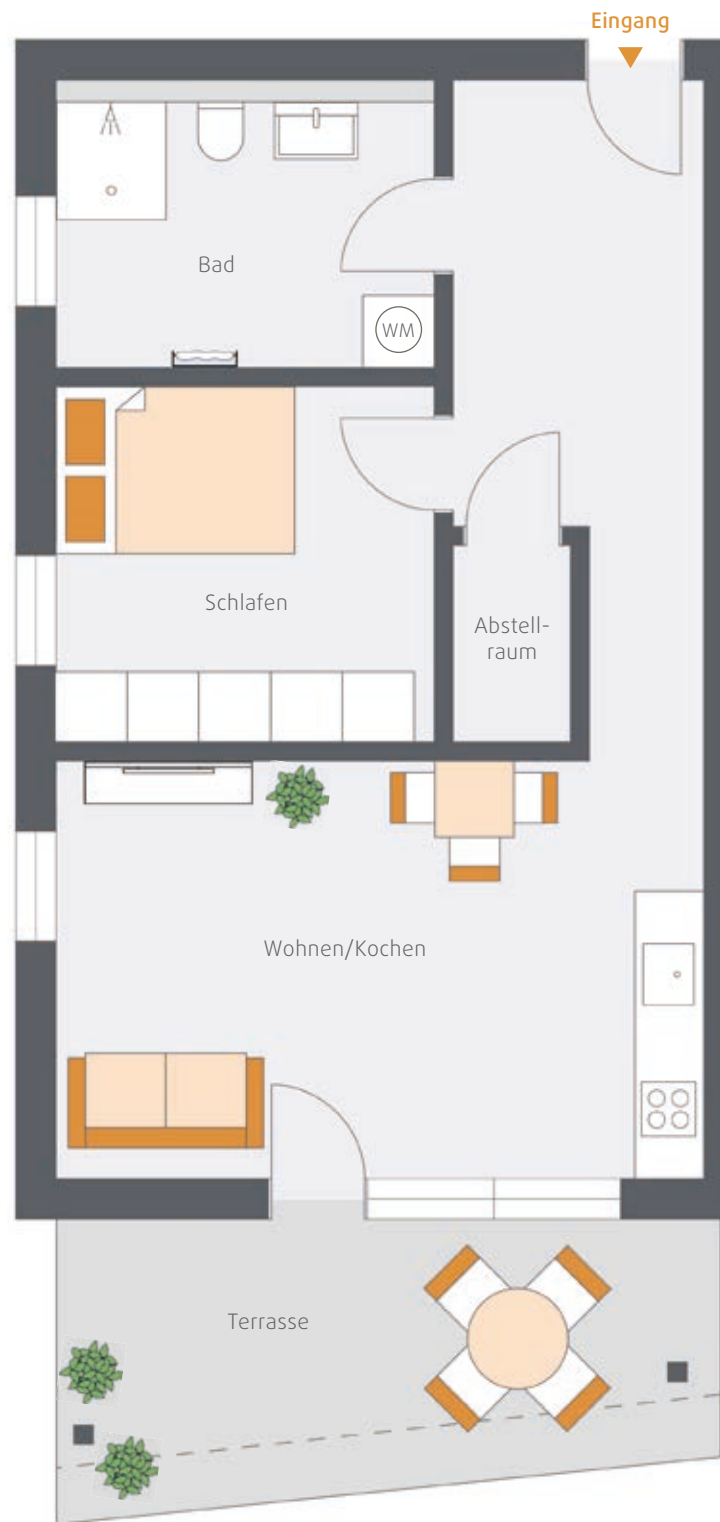 Eingang
Bad
WM
Schlafen
Abstell-
raum
Wohnen/Kochen
Terrasse